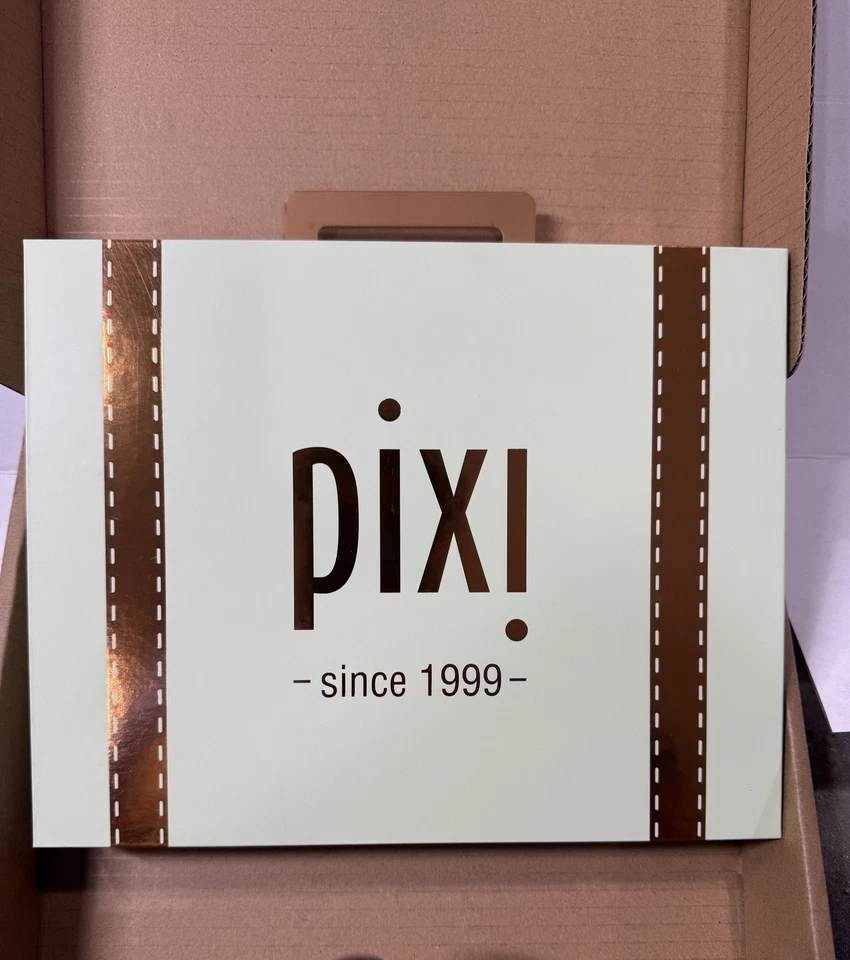 pixi
– since 1999 –